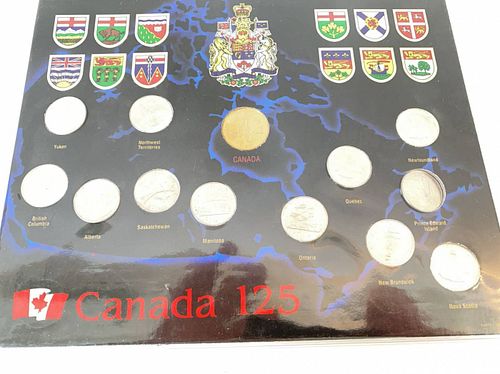 Yukon
Northwest
Territories
CANADA
Newfoundland
British
Columbia
Alberta
Saskatchewan
Manitoba
Ontario
Quebec
Prince Edward
Island
New Brunswick
Nova Scotia
Canada 125